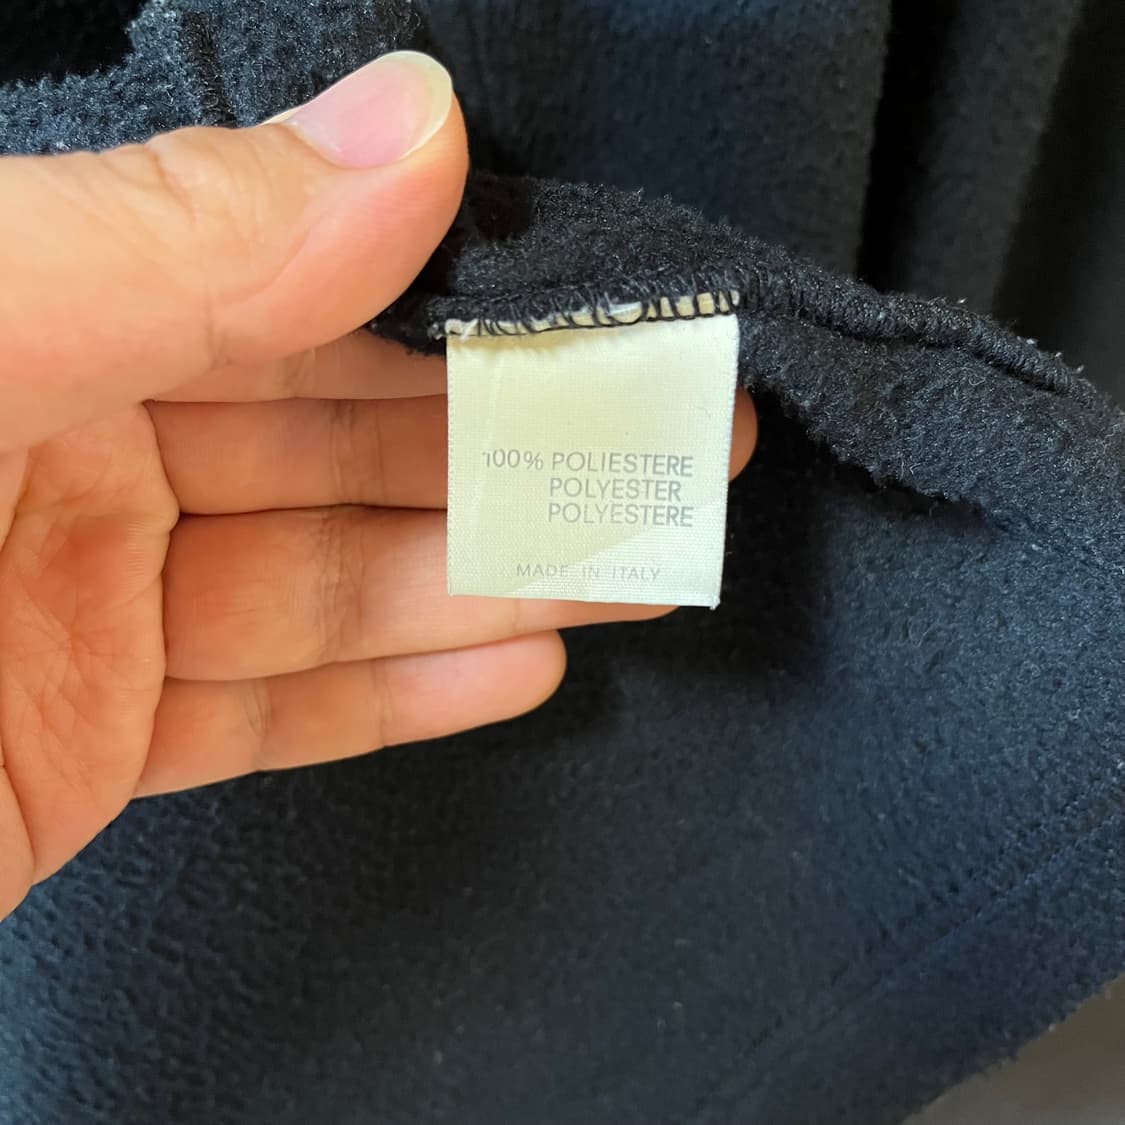 100% POLIESTERE
POLYESTER
POLYESTERE
MADE IN ITALY